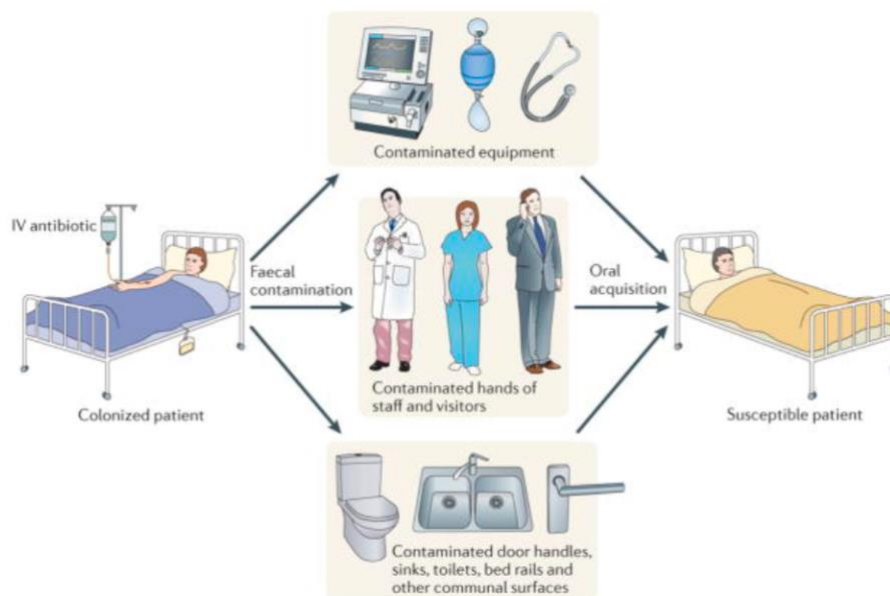 Contaminated equipment
IV antibiotic
Faecal
contamination
Oral
acquisition
Contaminated hands of
staff and visitors
Colonized patient
Susceptible patient
Contaminated door handles,
sinks, toilets, bed rails and
other communal surfaces